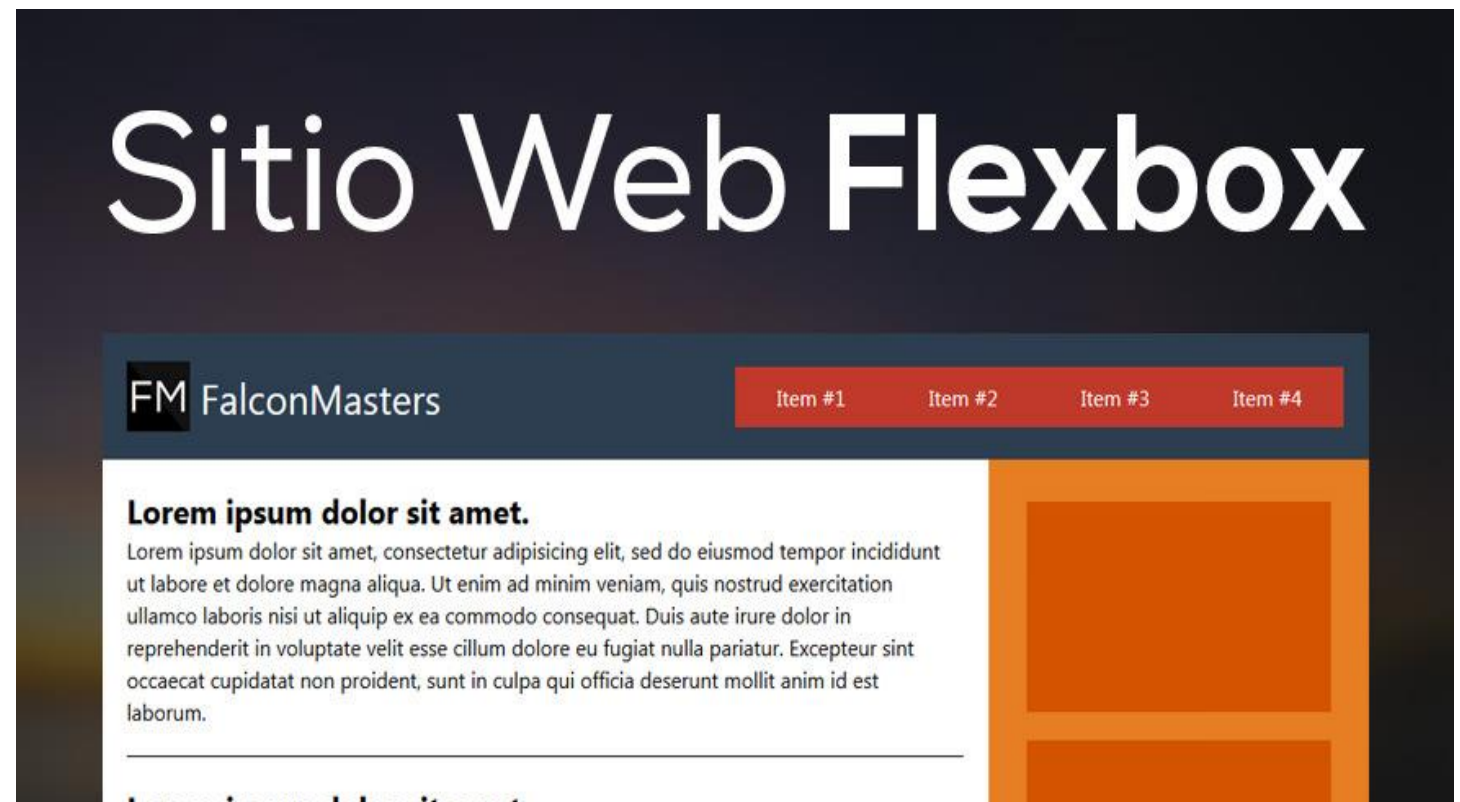 Sitio Web Flexbox
FM FalconMasters
Item #1 Item #2 Item #3 Item #4
Lorem ipsum dolor sit amet.
Lorem ipsum dolor sit amet, consectetur adipisicing elit, sed do eiusmod tempor incididunt
ut labore et dolore magna aliqua. Ut enim ad minim veniam, quis nostrud exercitation
ullamco laboris nisi ut aliquip ex ea commodo consequat. Duis aute irure dolor in
reprehenderit in voluptate velit esse cillum dolore eu fugiat nulla pariatur. Excepteur sint
occaecat cupidatat non proident, sunt in culpa qui officia deserunt mollit anim id est
laborum.